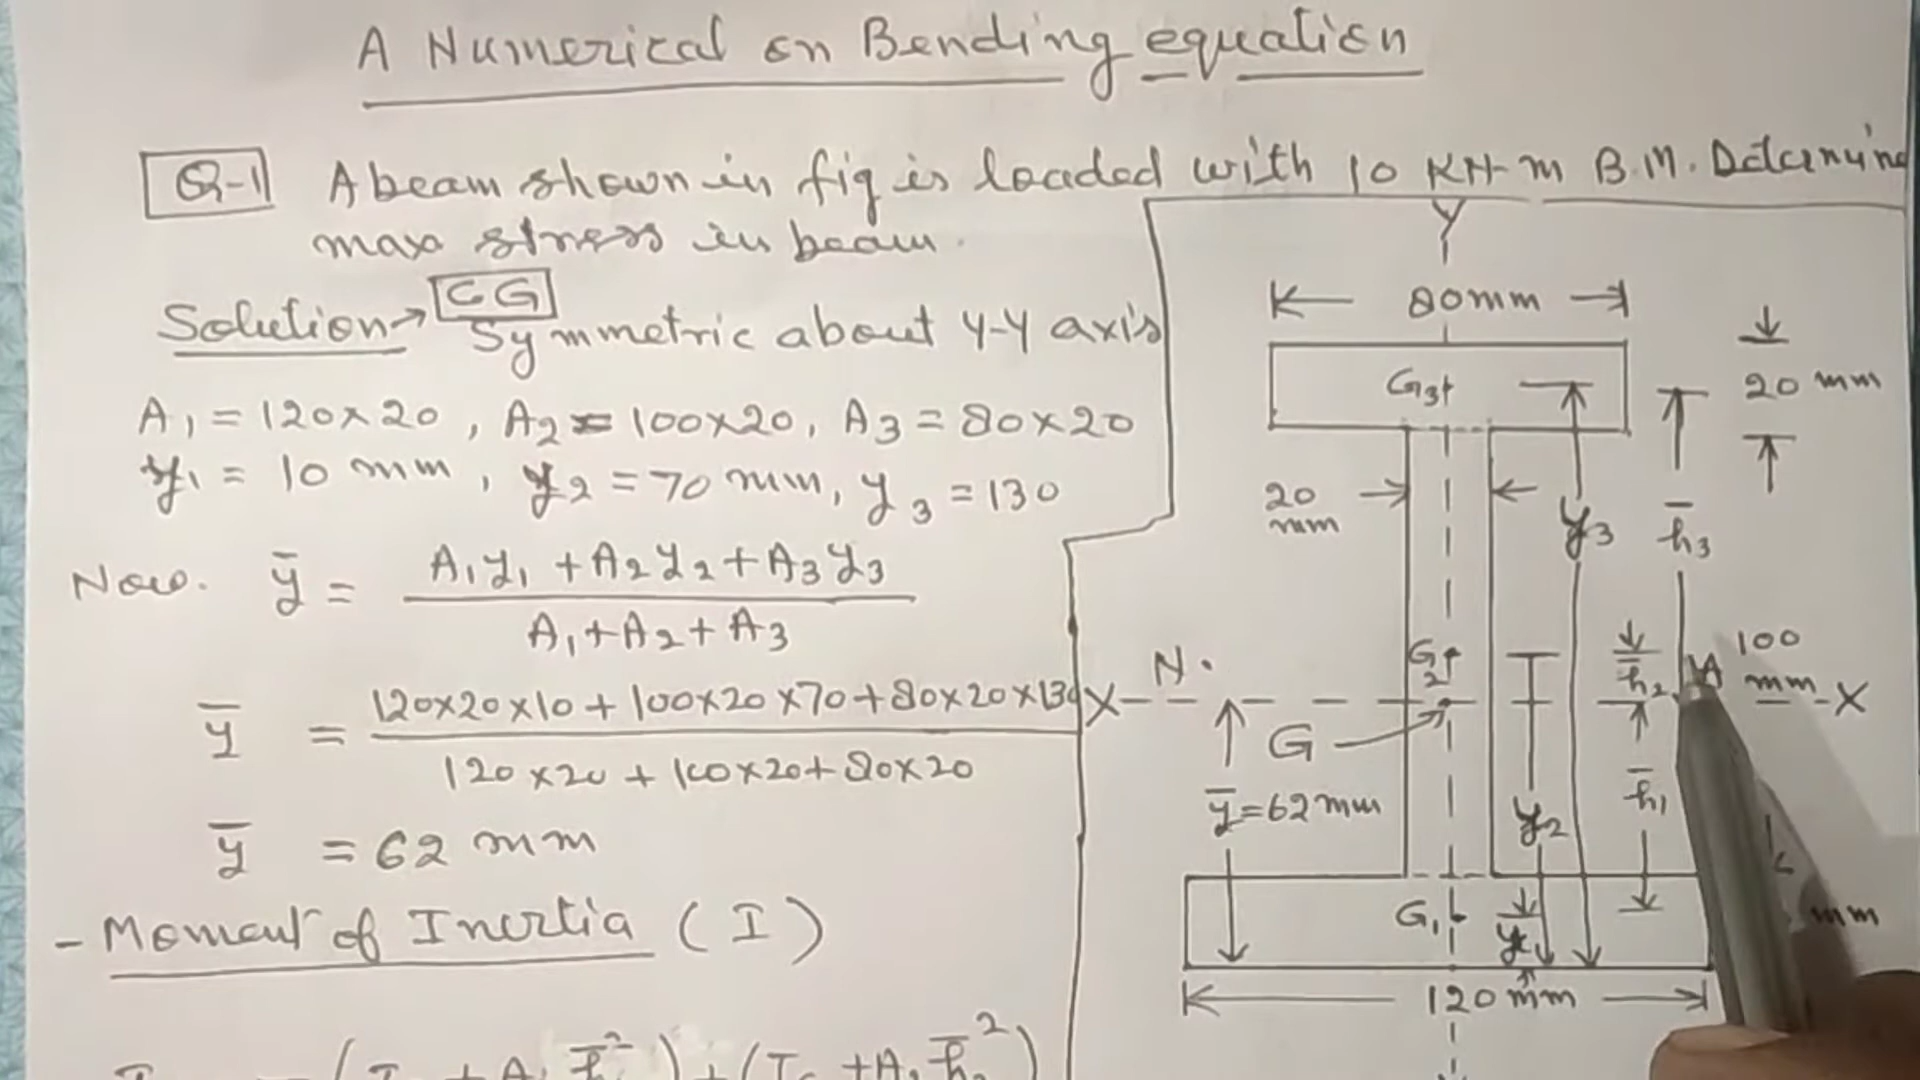 A Numerical on Bending equation
Q-1 A beam shown in fig is loaded with 10 KN-m B.M. Determine
max stress in beam.
Solution → CG
Symmetric about Y-Y axis
A1 = 120×20, A2 = 100×20, A3 = 80×20
y1 = 10 mm, y2 = 70 mm, y3 = 130
Now. ȳ = A1y1 + A2y2 + A3y3
A1 + A2 + A3
ȳ = 120×20×10 + 100×20×70 + 80×20×130
120×20 + 100×20 + 80×20
ȳ = 62 mm
- Moment of Inertia (I)
Y
80mm
G3
20 mm
20 mm
y3
h̄3
N.
G2
h̄2
A
100 mm
X
X
G
ȳ = 62 mm
y2
h̄1
G1
y1
mm
120 mm